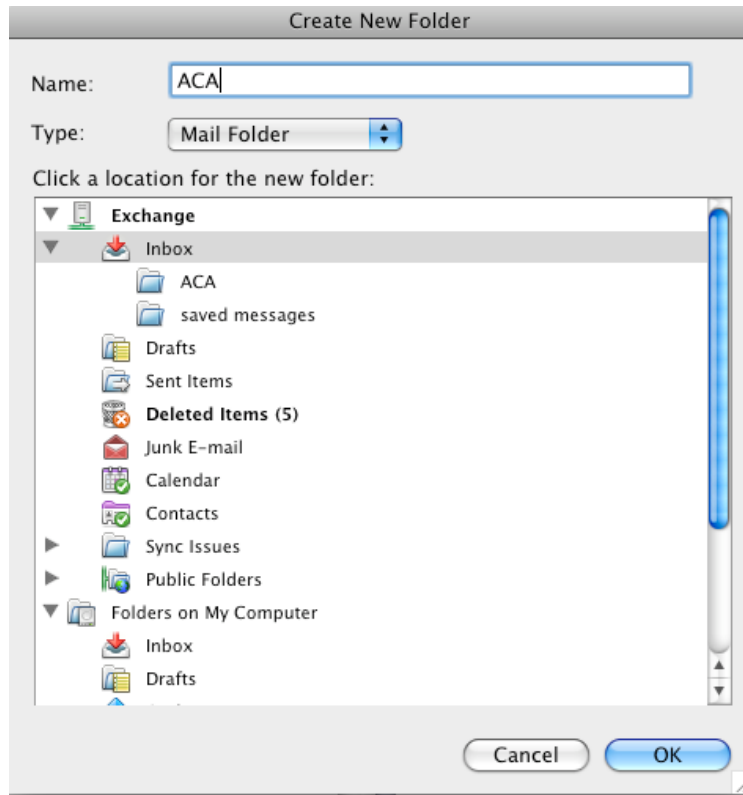 Create New Folder
Name: ACA
Type: Mail Folder
Click a location for the new folder:
Exchange
Inbox
ACA
saved messages
Drafts
Sent Items
Deleted Items (5)
Junk E-mail
Calendar
Contacts
Sync Issues
Public Folders
Folders on My Computer
Inbox
Drafts
Cancel OK